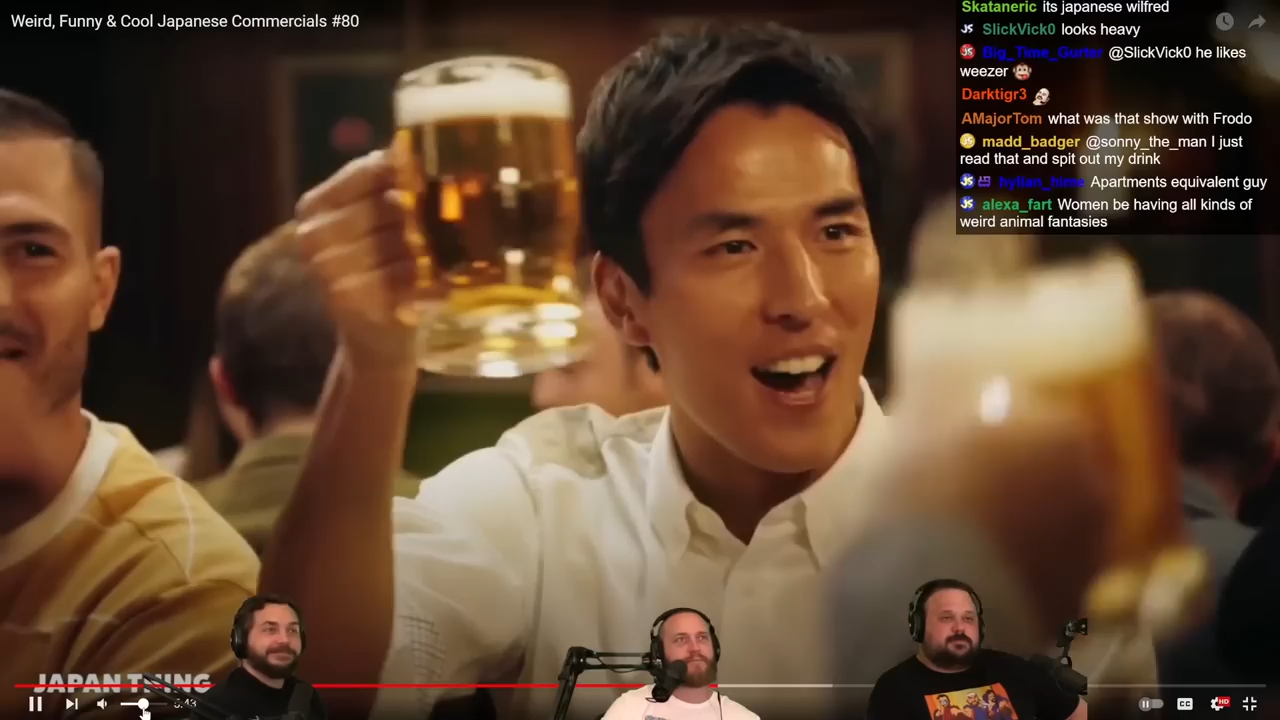 Weird, Funny & Cool Japanese Commercials #80
Skataneric its japanese wilfred
SlickVick0 looks heavy
Big_Time_Gurter @SlickVick0 he likes
weezer
Darktigr3
AMajorTom what was that show with Frodo
madd_badger @sonny_the_man I just
read that and spit out my drink
hylian_hime Apartments equivalent guy
alexa_fart Women be having all kinds of
weird animal fantasies
JAPAN THING
HD